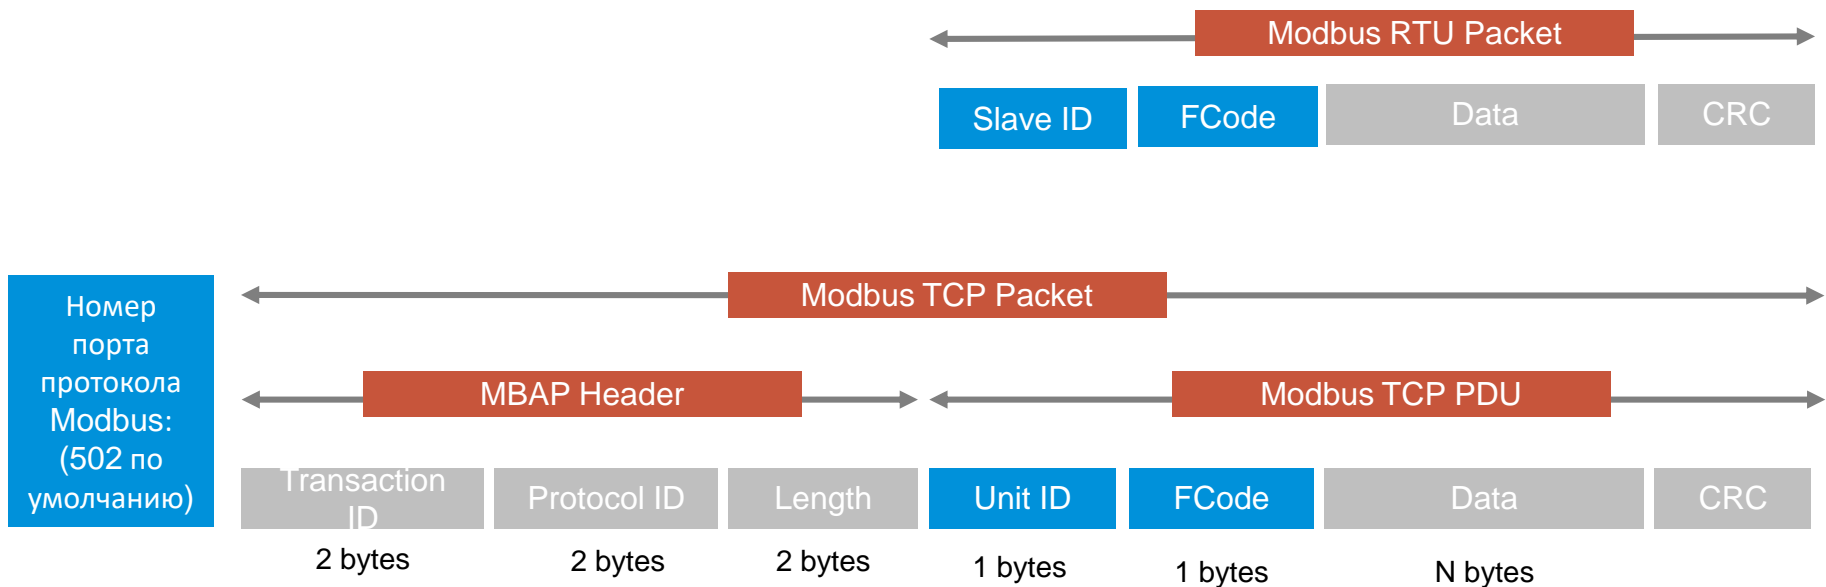 Modbus RTU Packet
Slave ID
FCode
Data
CRC
Modbus TCP Packet
Номер
порта
протокола
Modbus:
(502 по
умолчанию)
MBAP Header
Modbus TCP PDU
Transaction
ID
Protocol ID
Length
Unit ID
FCode
Data
CRC
2 bytes
2 bytes
2 bytes
1 bytes
1 bytes
N bytes